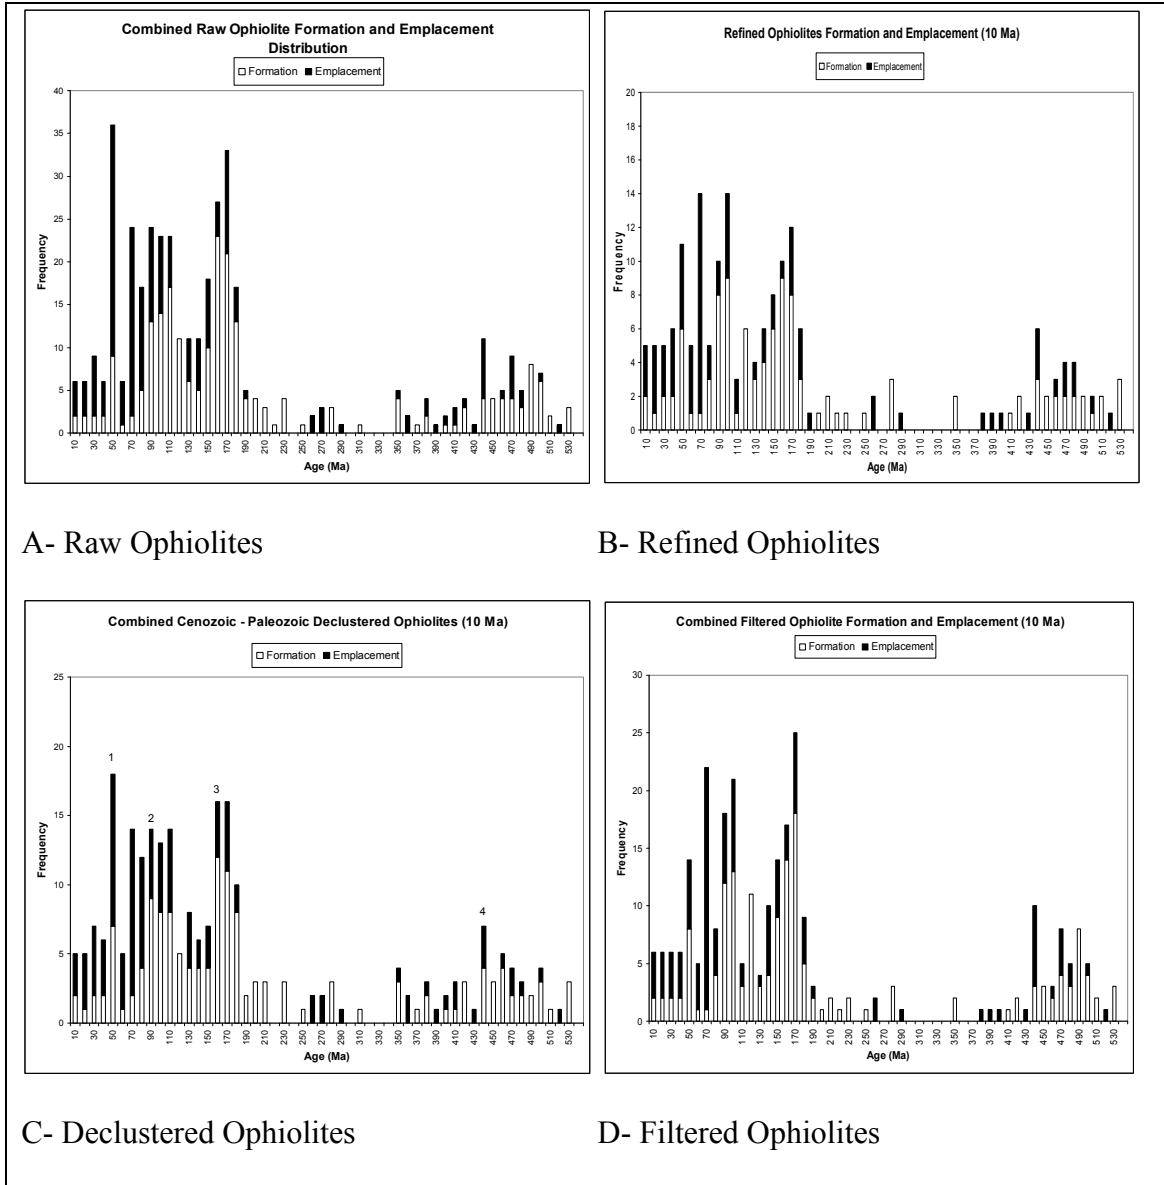 Combined Raw Ophiolite Formation and Emplacement
Distribution
Formation Emplacement
40
35
30
25
20
15
10
5
0
Frequency
10 30 50 70 90 110 130 150 170 190 210 230 250 270 290 310 330 350 370 390 410 430 450 470 490 510 530
Age (Ma)
A- Raw Ophiolites
Refined Ophiolites Formation and Emplacement (10 Ma)
Formation Emplacement
20
18
16
14
12
10
8
6
4
2
0
Frequency
10 30 50 70 90 110 130 150 170 190 210 230 250 270 290 310 330 350 370 390 410 430 450 470 490 510 530
Age (Ma)
B- Refined Ophiolites
Combined Cenozoic - Paleozoic Declustered Ophiolites (10 Ma)
Formation Emplacement
25
20
15
10
5
0
Frequency
1
2
3
4
10 30 50 70 90 110 130 150 170 190 210 230 250 270 290 310 330 350 370 390 410 430 450 470 490 510 530
Age (Ma)
C- Declustered Ophiolites
Combined Filtered Ophiolite Formation and Emplacement (10 Ma)
Formation Emplacement
30
25
20
15
10
5
0
Frequency
10 30 50 70 90 110 130 150 170 190 210 230 250 270 290 310 330 350 370 390 410 430 450 470 490 510 530
Age (Ma)
D- Filtered Ophiolites